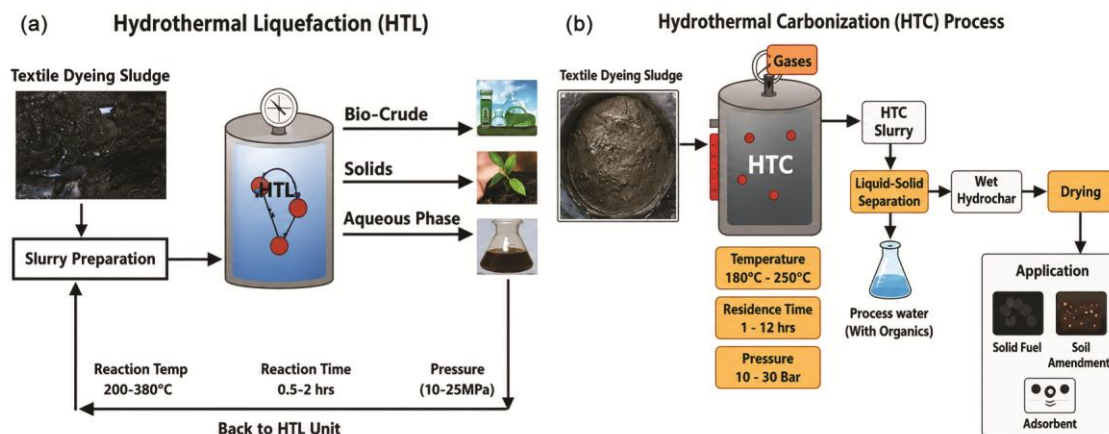 (a) Hydrothermal Liquefaction (HTL)
Textile Dyeing Sludge
Slurry Preparation
HTL
Bio-Crude
Solids
Aqueous Phase
Reaction Temp
200-380°C
Reaction Time
0.5-2 hrs
Pressure
(10-25MPa)
Back to HTL Unit
(b) Hydrothermal Carbonization (HTC) Process
Textile Dyeing Sludge
Gases
HTC
HTC
Slurry
Liquid-Solid
Separation
Wet
Hydrochar
Drying
Temperature
180°C - 250°C
Residence Time
1 - 12 hrs
Pressure
10 - 30 Bar
Process water
(With Organics)
Application
Solid Fuel
Soil
Amendment
Adsorbent